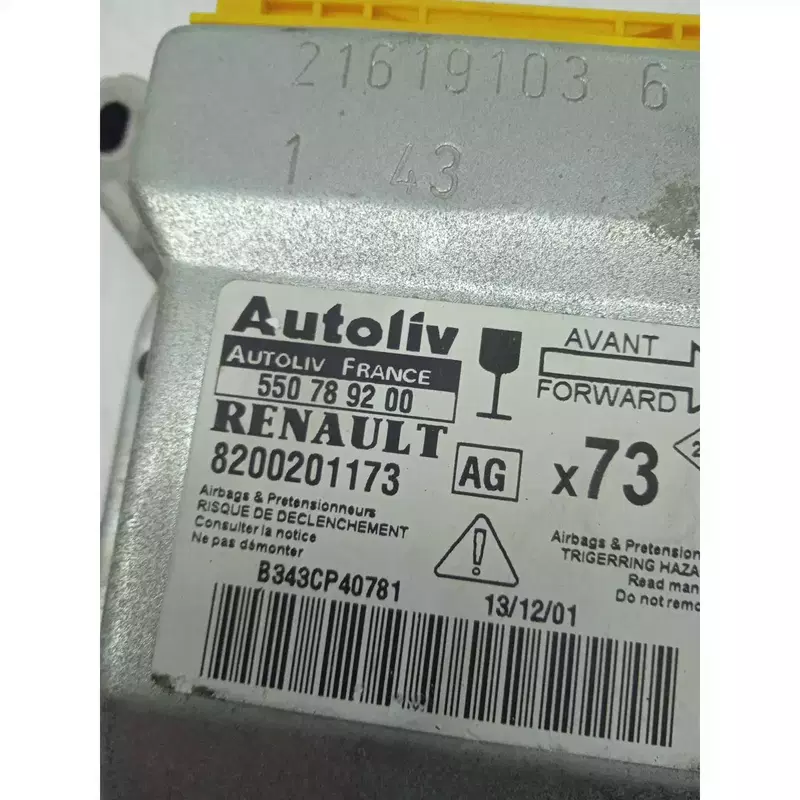 21619103 6
1 43
Autoliv
AUTOLIV FRANCE
550 78 92 00
RENAULT
8200201173
AG
x73
AVANT
FORWARD
2
Airbags & Pretensionneurs
RISQUE DE DECLENCHEMENT
Consulter la notice
Ne pas démonter
Airbags & Pretension
TRIGERRING HAZA
Read man
Do not remo
B343CP40781
13/12/01